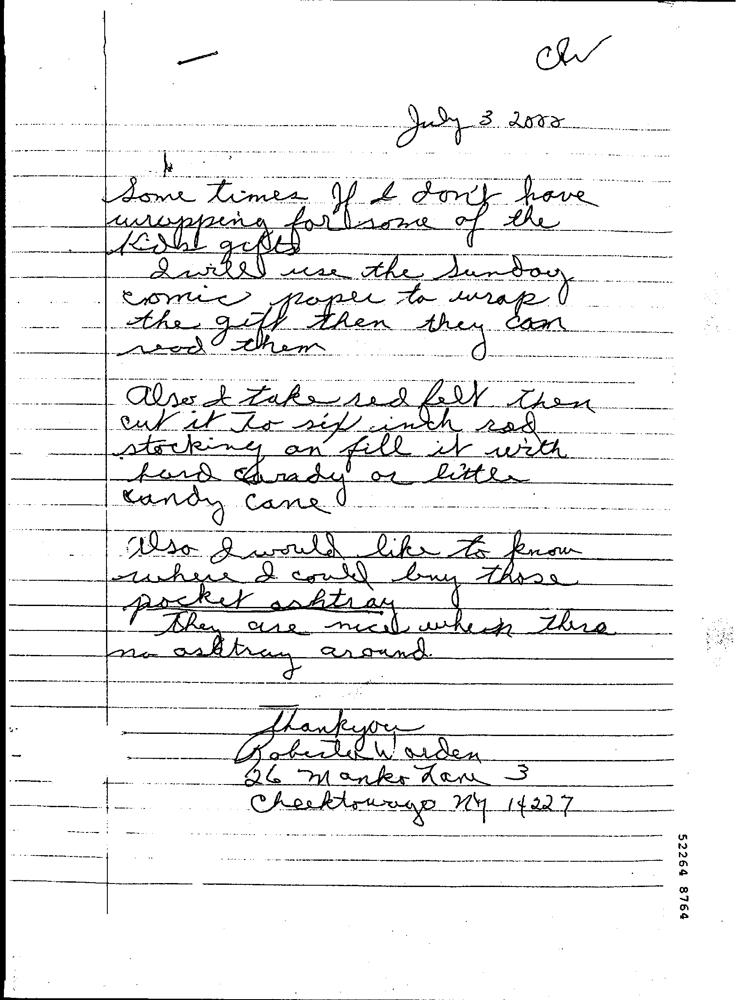 July 3 2000
Some times If I don't have
wrapping for some of the
Kids gifts
I will use the Sunday
comic paper to wrap
the gift then they can
read them
Also I take red felt then
cut it to six inch red
stocking an fill it with
hard candy or little
candy cane
Also I would like to know
where I could buy those
pocket ashtray
They are nice when there
no ashtray around.
Thankyou
Roberta Warden
26 Manko Lane 3
Cheektowago NY 14227
52264 8764